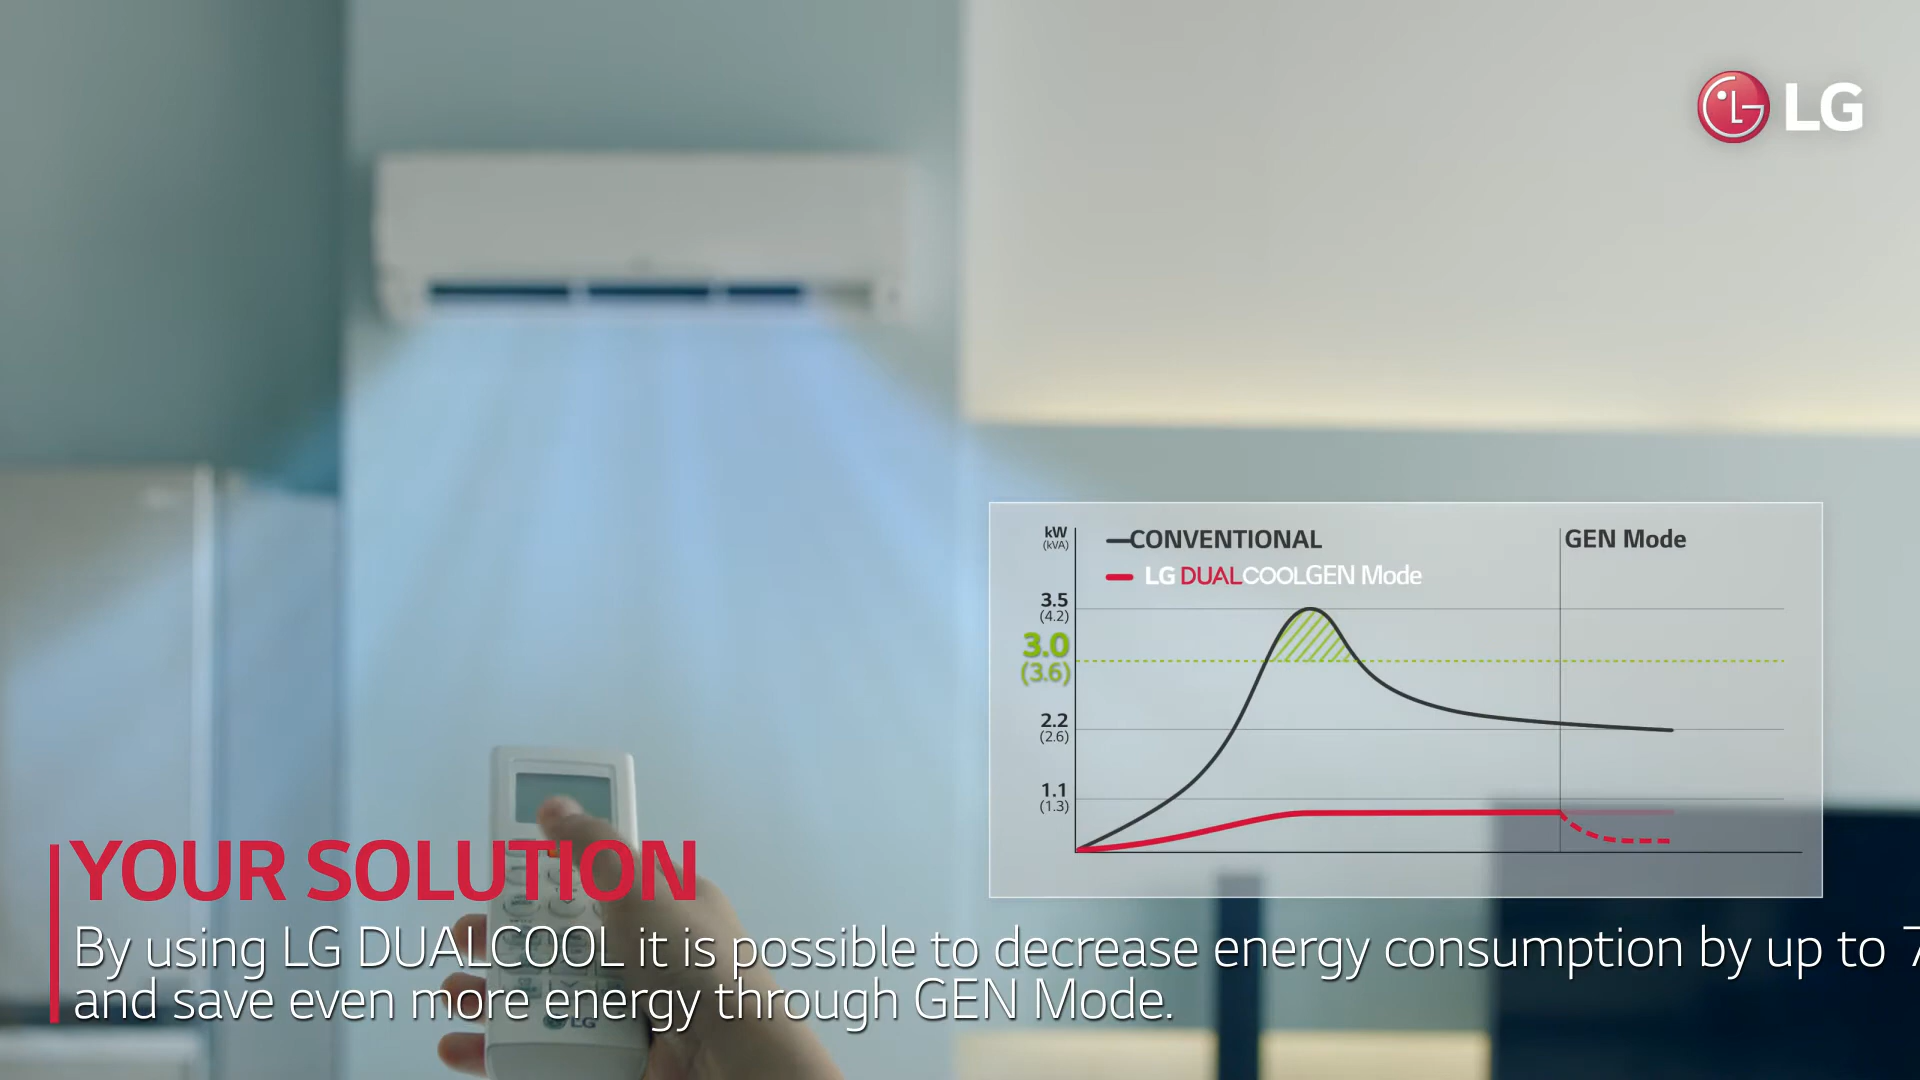 LG
kW
(kVA)
CONVENTIONAL
GEN Mode
LG DUALCOOLGEN Mode
3.5
(4.2)
3.0
(3.6)
2.2
(2.6)
1.1
(1.3)
YOUR SOLUTION
By using LG DUALCOOL it is possible to decrease energy consumption by up to 7
and save even more energy through GEN Mode.
LG